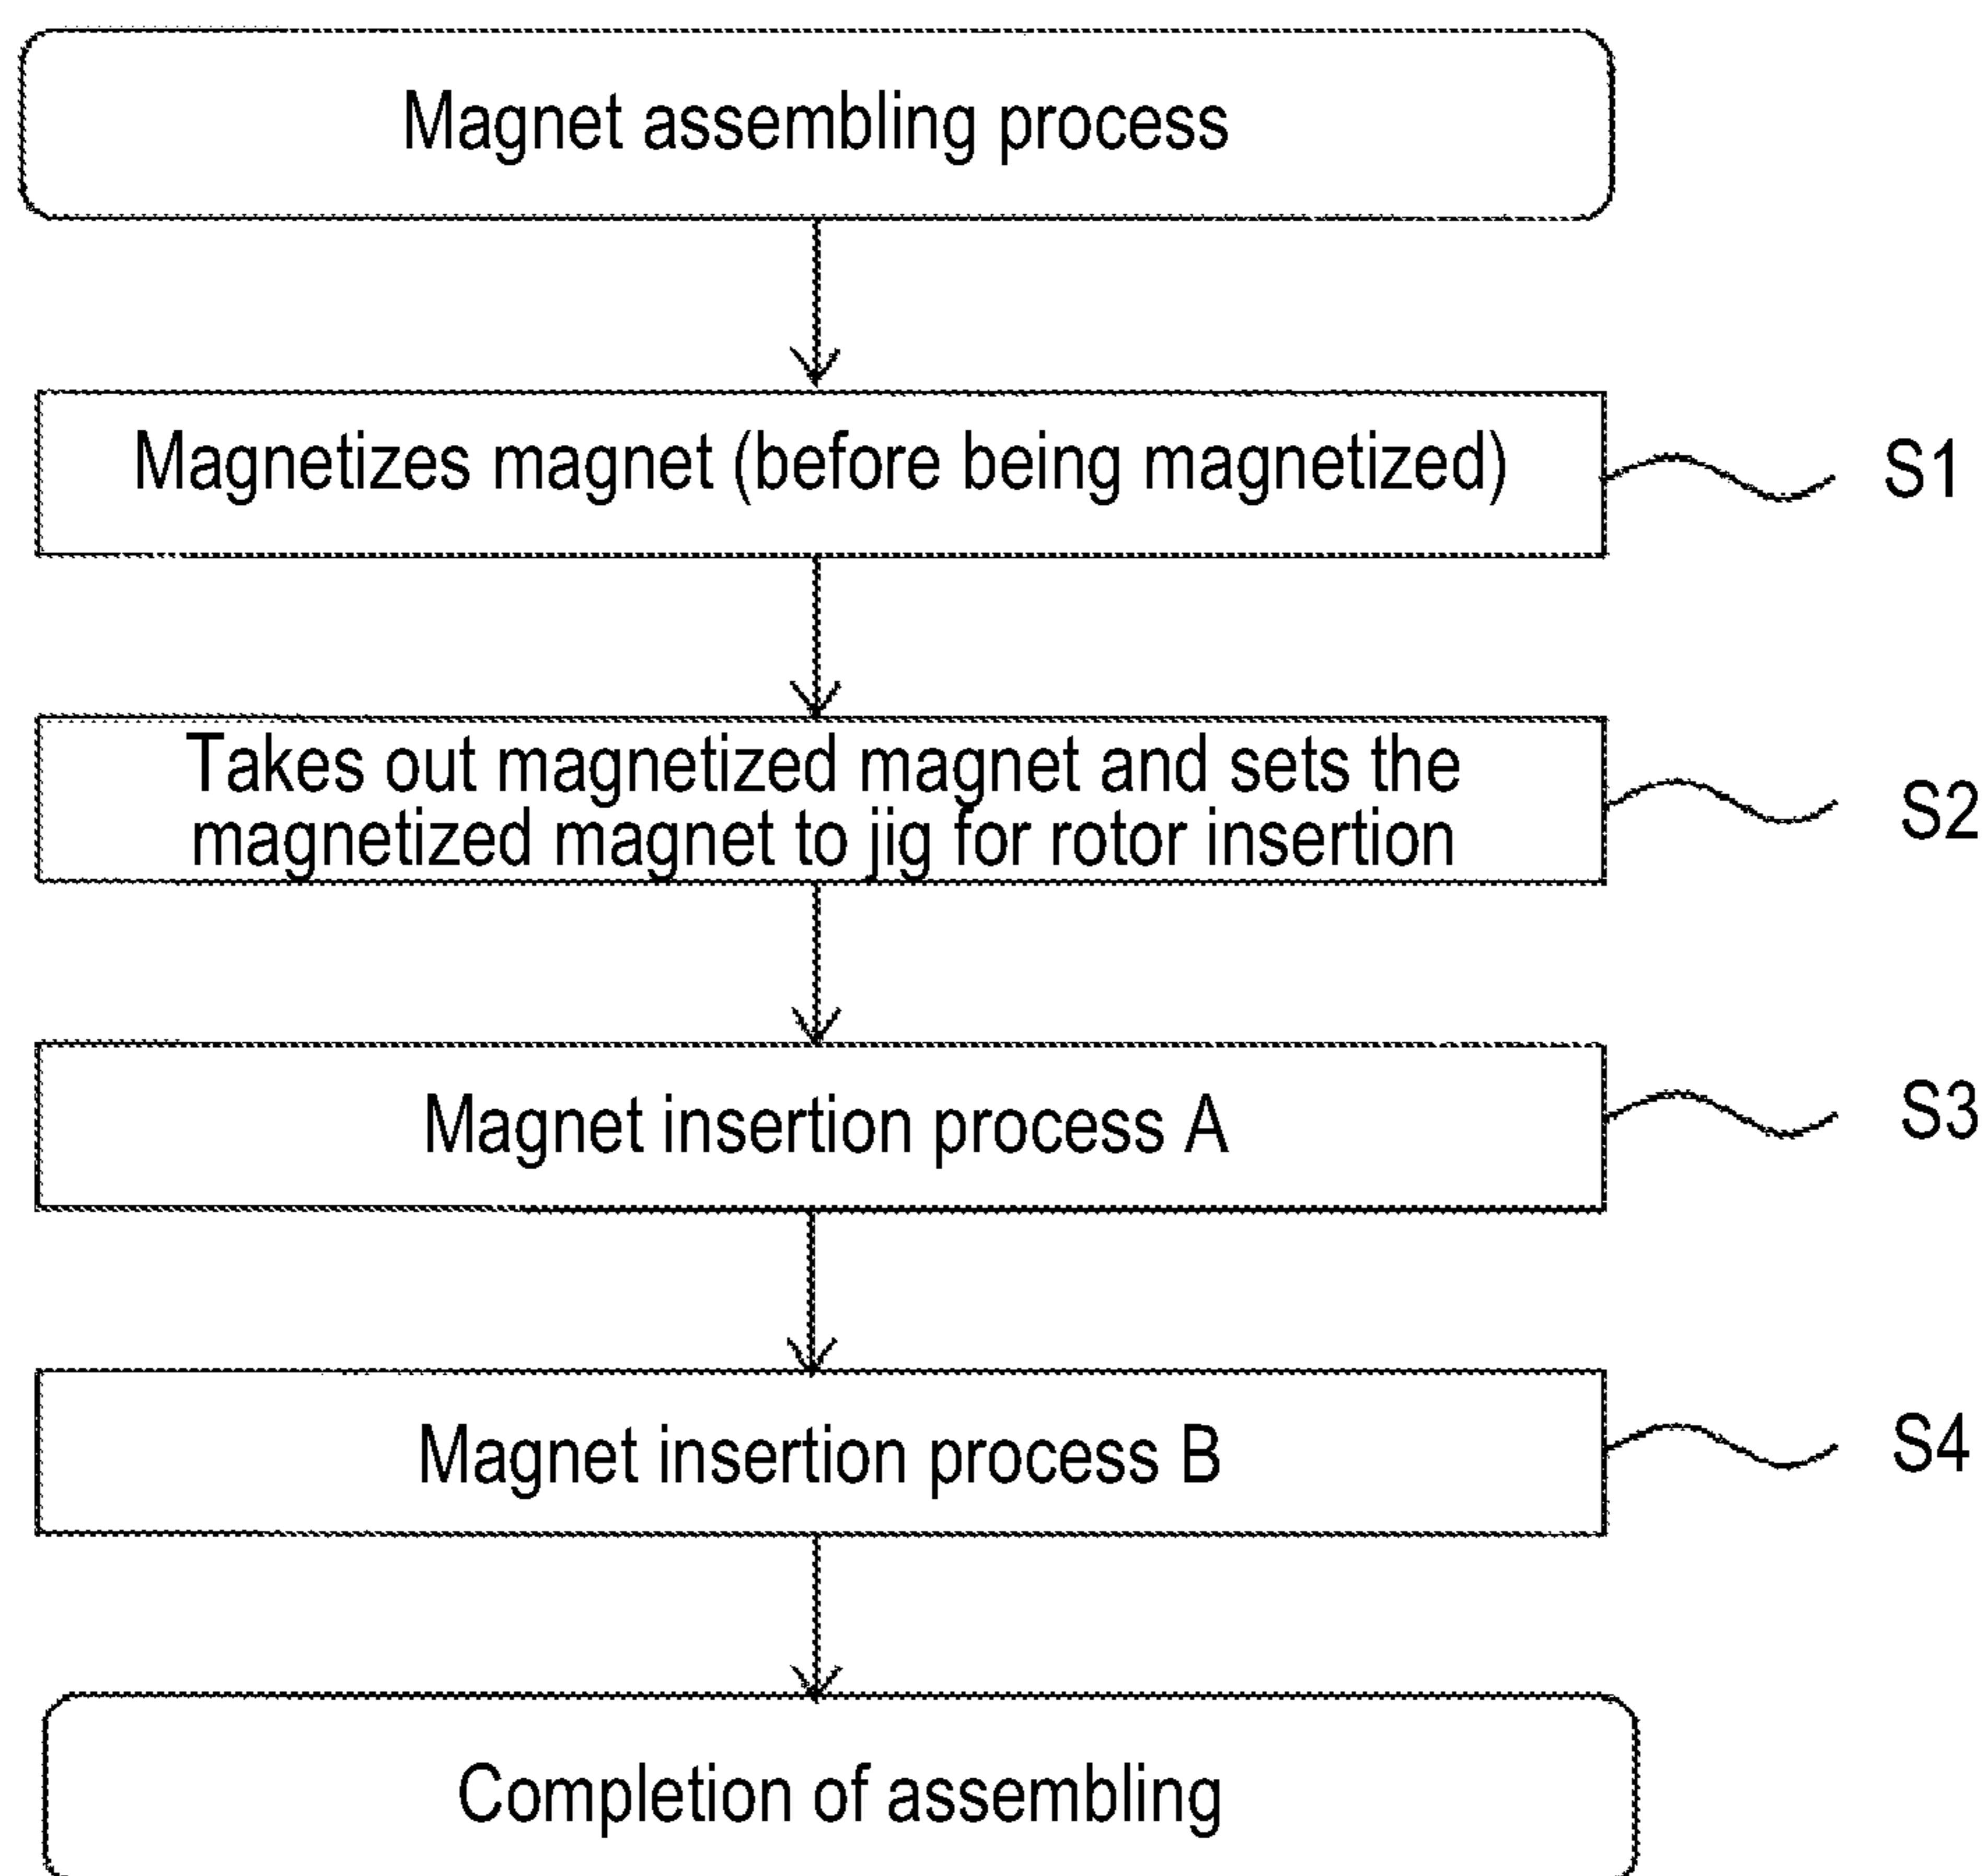 Magnet assembling process
Magnetizes magnet (before being magnetized)
S1
Takes out magnetized magnet and sets the
magnetized magnet to jig for rotor insertion
S2
Magnet insertion process A
S3
Magnet insertion process B
S4
Completion of assembling